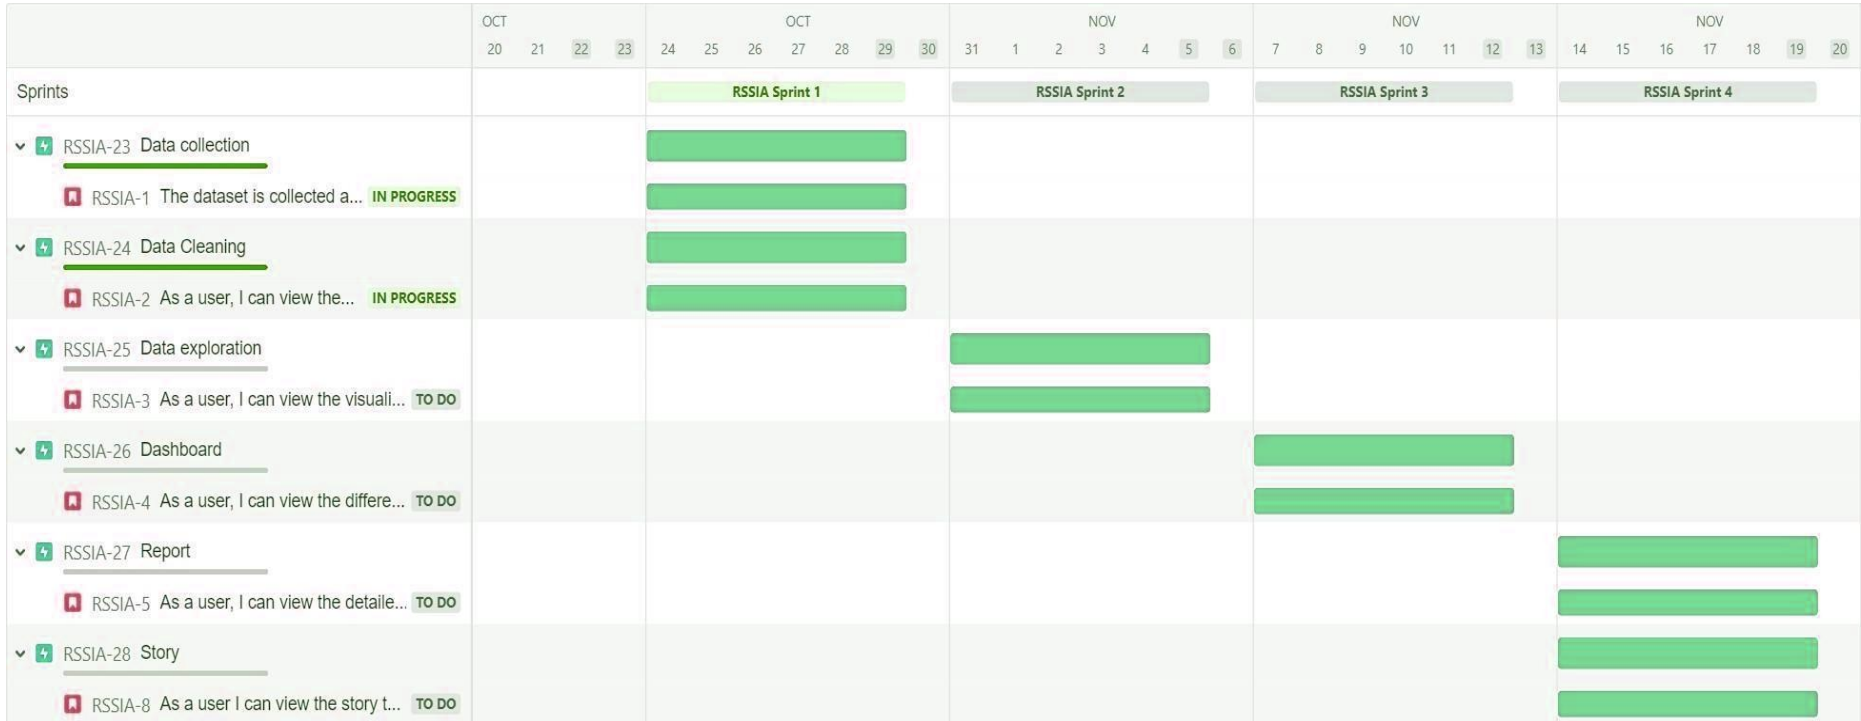 OCT OCT NOV NOV NOV
20 21 22 23 24 25 26 27 28 29 30 31 1 2 3 4 5 6 7 8 9 10 11 12 13 14 15 16 17 18 19 20
Sprints RSSIA Sprint 1 RSSIA Sprint 2 RSSIA Sprint 3 RSSIA Sprint 4
RSSIA-23 Data collection
RSSIA-1 The dataset is collected a... IN PROGRESS
RSSIA-24 Data Cleaning
RSSIA-2 As a user, I can view the... IN PROGRESS
RSSIA-25 Data exploration
RSSIA-3 As a user, I can view the visuali... TO DO
RSSIA-26 Dashboard
RSSIA-4 As a user, I can view the differe... TO DO
RSSIA-27 Report
RSSIA-5 As a user, I can view the detaile... TO DO
RSSIA-28 Story
RSSIA-8 As a user I can view the story t... TO DO